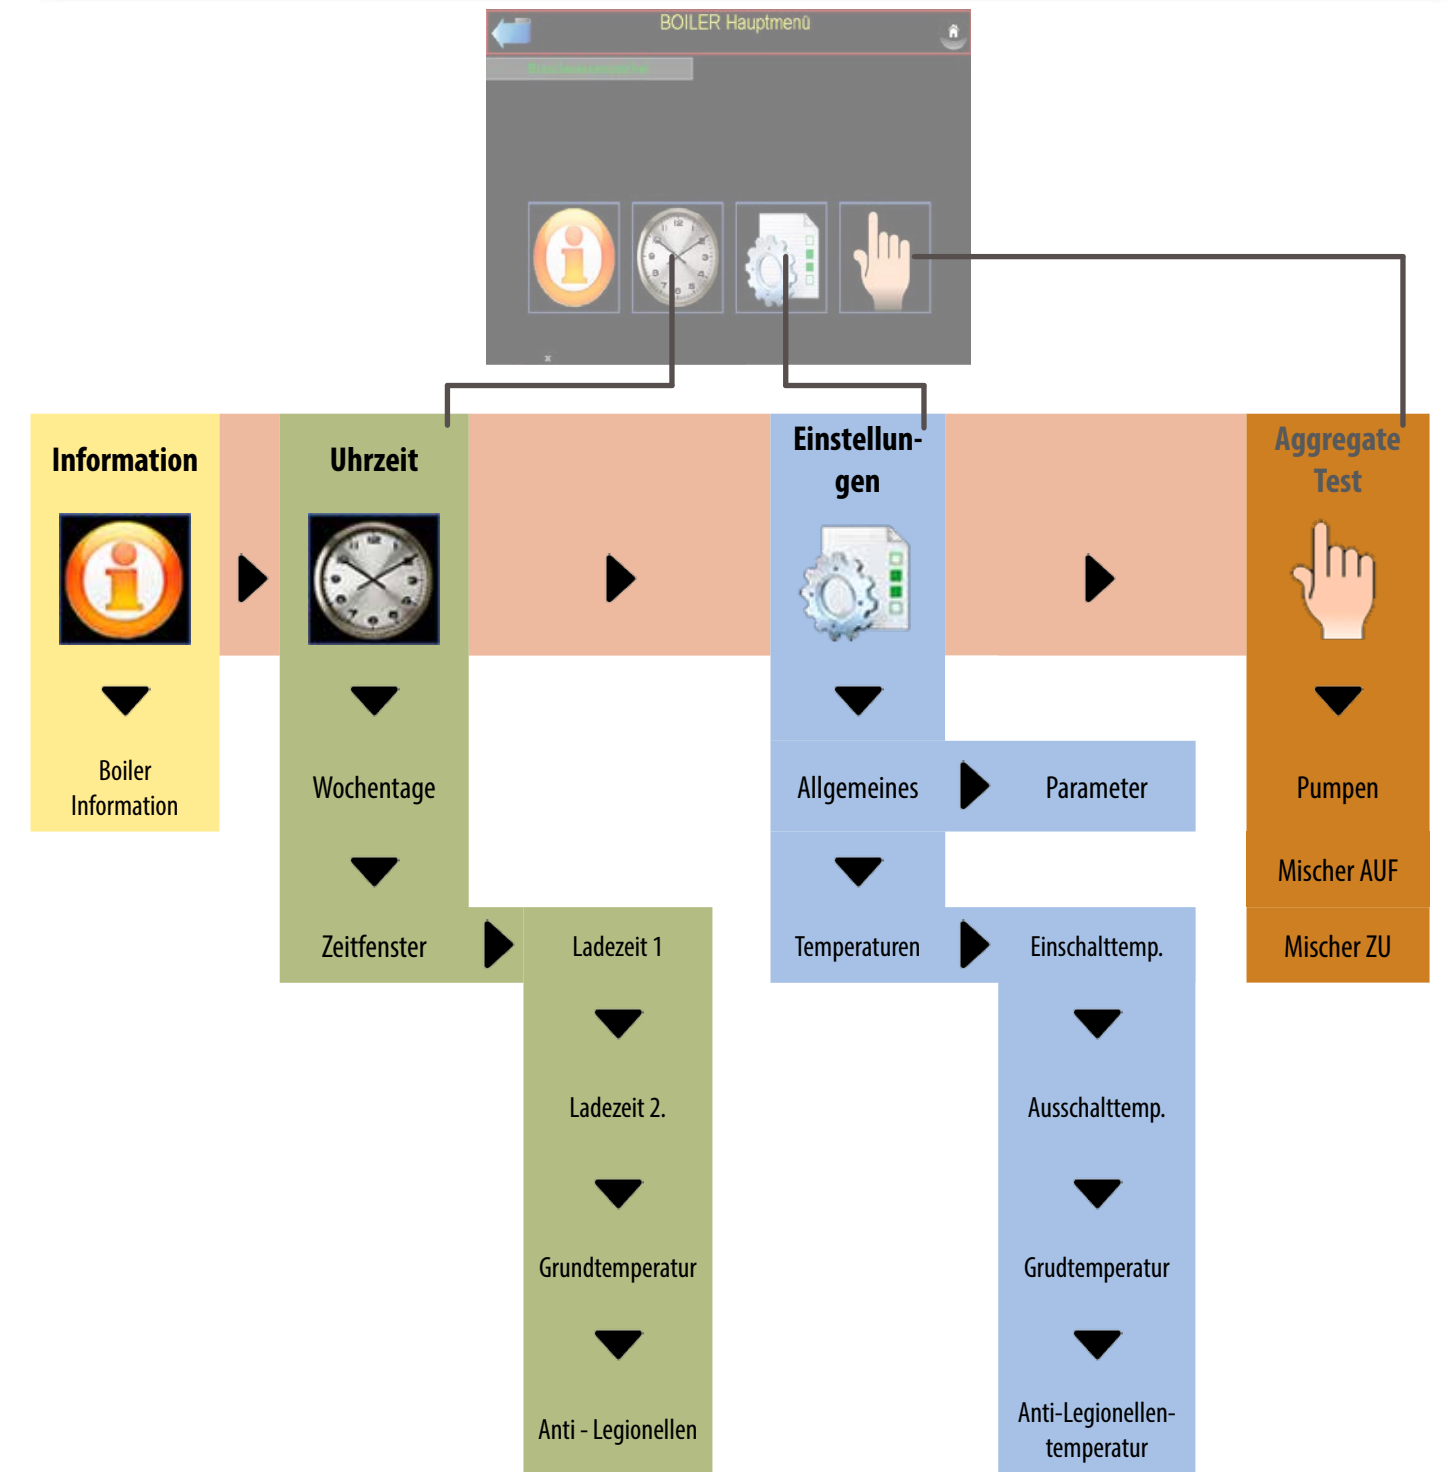 BOILER Hauptmenü
Information
Uhrzeit
Einstellun-
gen
Aggregate
Test
Boiler
Information
Wochentage
Allgemeines
Parameter
Pumpen
Mischer AUF
Zeitfenster
Ladezeit 1
Temperaturen
Einschalttemp.
Mischer ZU
Ladezeit 2.
Ausschalttemp.
Grundtemperatur
Grudtemperatur
Anti - Legionellen
Anti-Legionellen-
temperatur